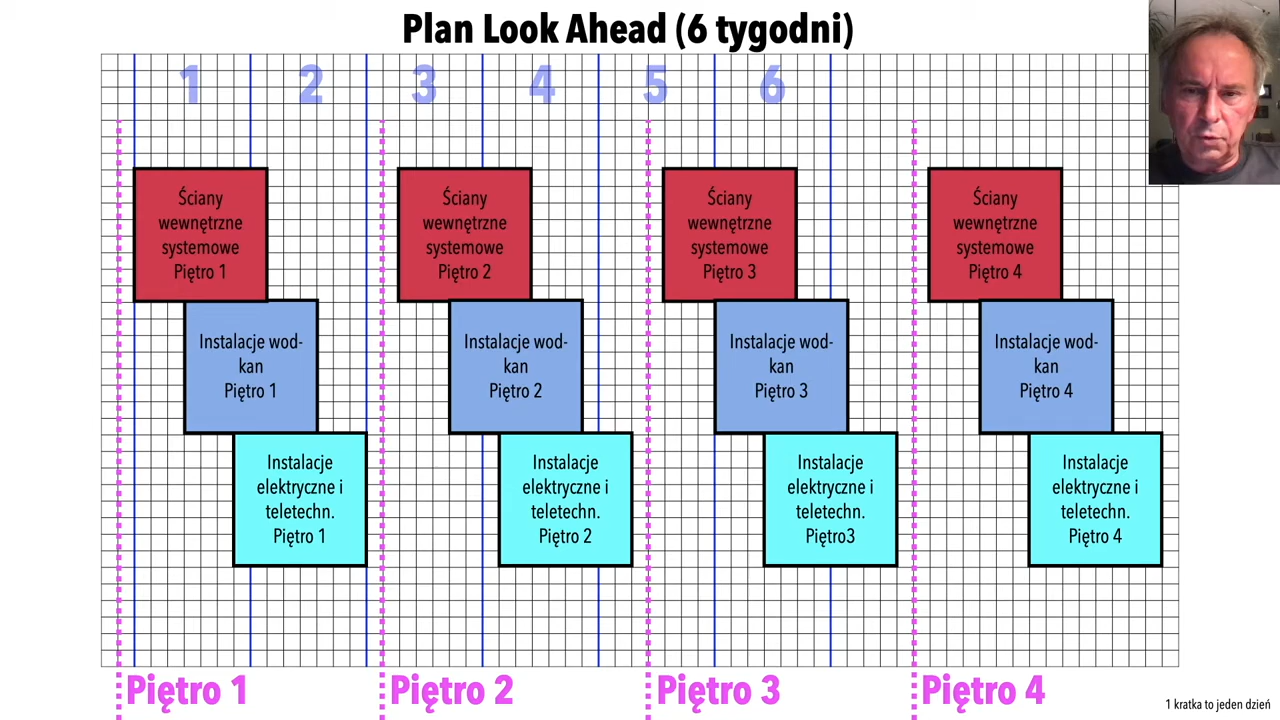 Plan Look Ahead (6 tygodni)
1 2 3 4 5 6
Ściany
wewnętrzne
systemowe
Piętro 1
Ściany
wewnętrzne
systemowe
Piętro 2
Ściany
wewnętrzne
systemowe
Piętro 3
Ściany
wewnętrzne
systemowe
Piętro 4
Instalacje wod-
kan
Piętro 1
Instalacje wod-
kan
Piętro 2
Instalacje wod-
kan
Piętro 3
Instalacje wod-
kan
Piętro 4
Instalacje
elektryczne i
teletechn.
Piętro 1
Instalacje
elektryczne i
teletechn.
Piętro 2
Instalacje
elektryczne i
teletechn.
Piętro3
Instalacje
elektryczne i
teletechn.
Piętro 4
Piętro 1
Piętro 2
Piętro 3
Piętro 4
1 kratka to jeden dzień